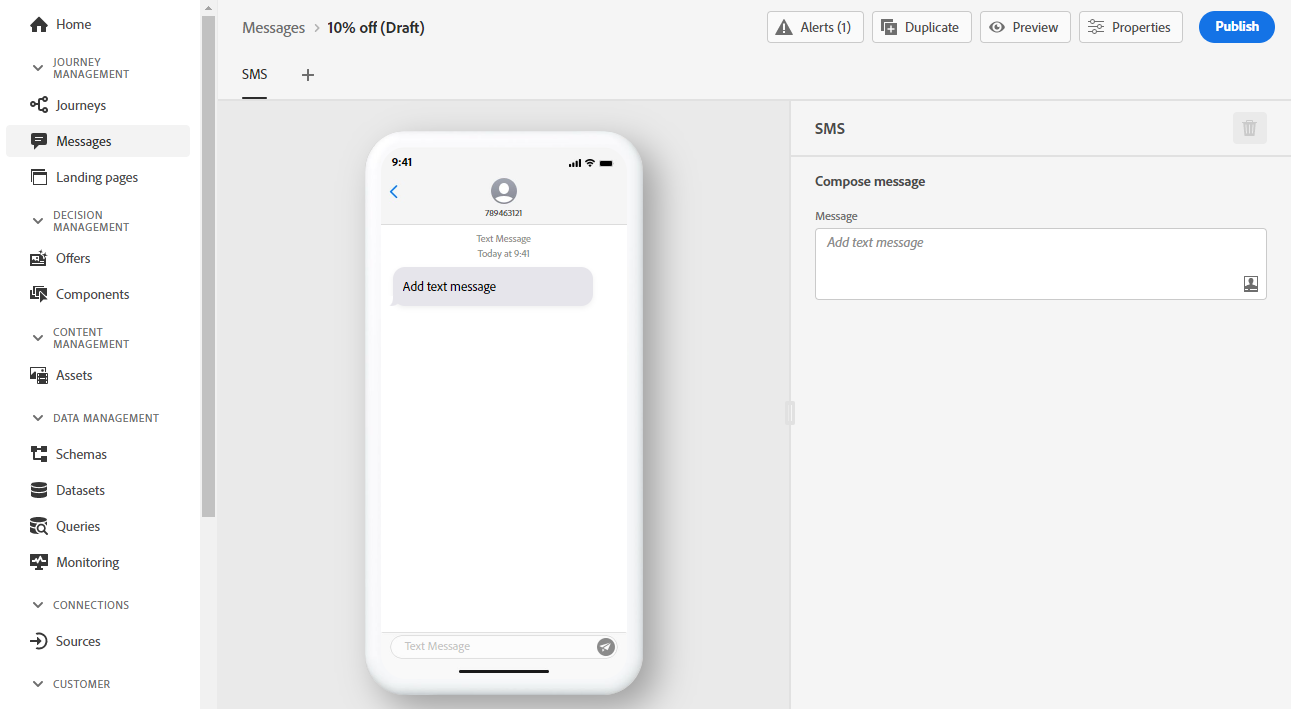 Home
JOURNEY
MANAGEMENT
Journeys
Messages
Landing pages
DECISION
MANAGEMENT
Offers
Components
CONTENT
MANAGEMENT
Assets
DATA MANAGEMENT
Schemas
Datasets
Queries
Monitoring
CONNECTIONS
Sources
CUSTOMER
Messages > 10% off (Draft)
Alerts (1)
Duplicate
Preview
Properties
Publish
SMS
9:41
789463121
Text Message
Today at 9:41
Add text message
Text Message
SMS
Compose message
Message
Add text message